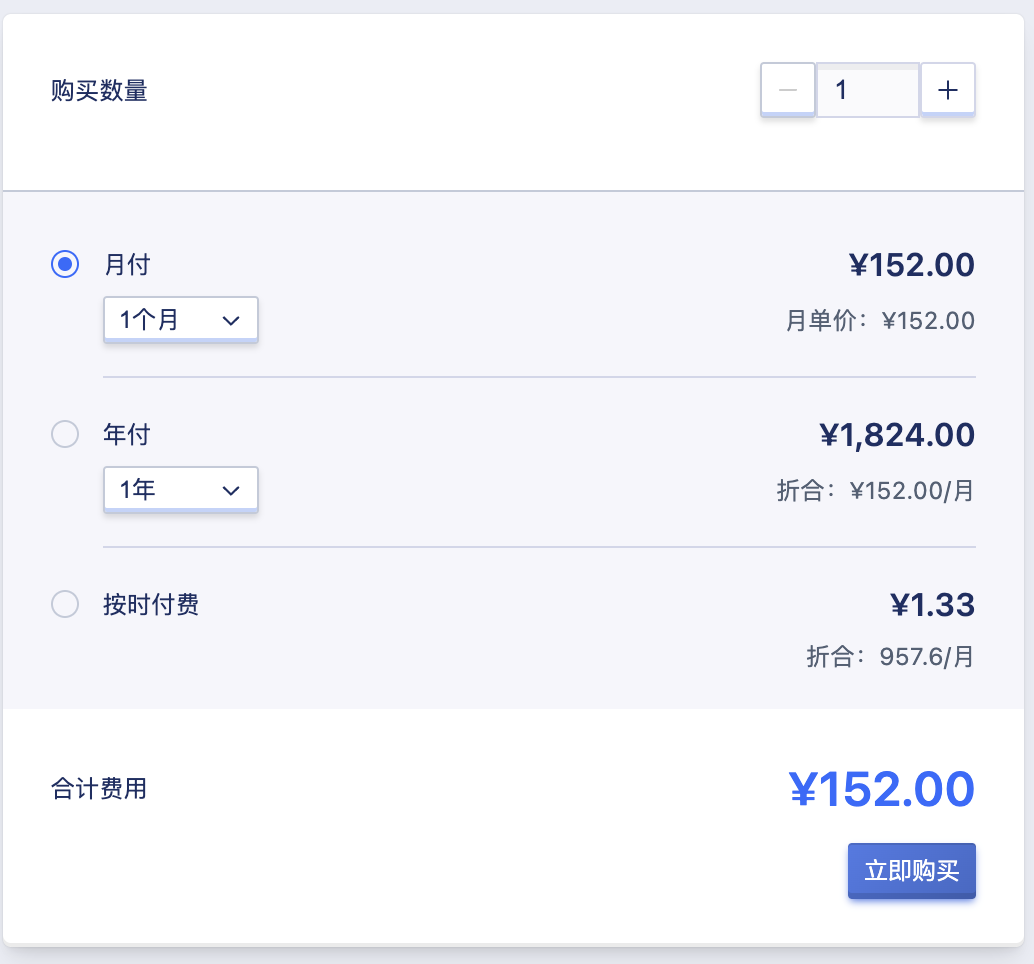 购买数量
1
月付
¥152.00
1个月
月单价：¥152.00
年付
¥1,824.00
1年
折合：¥152.00/月
按时付费
¥1.33
折合：957.6/月
合计费用
¥152.00
立即购买